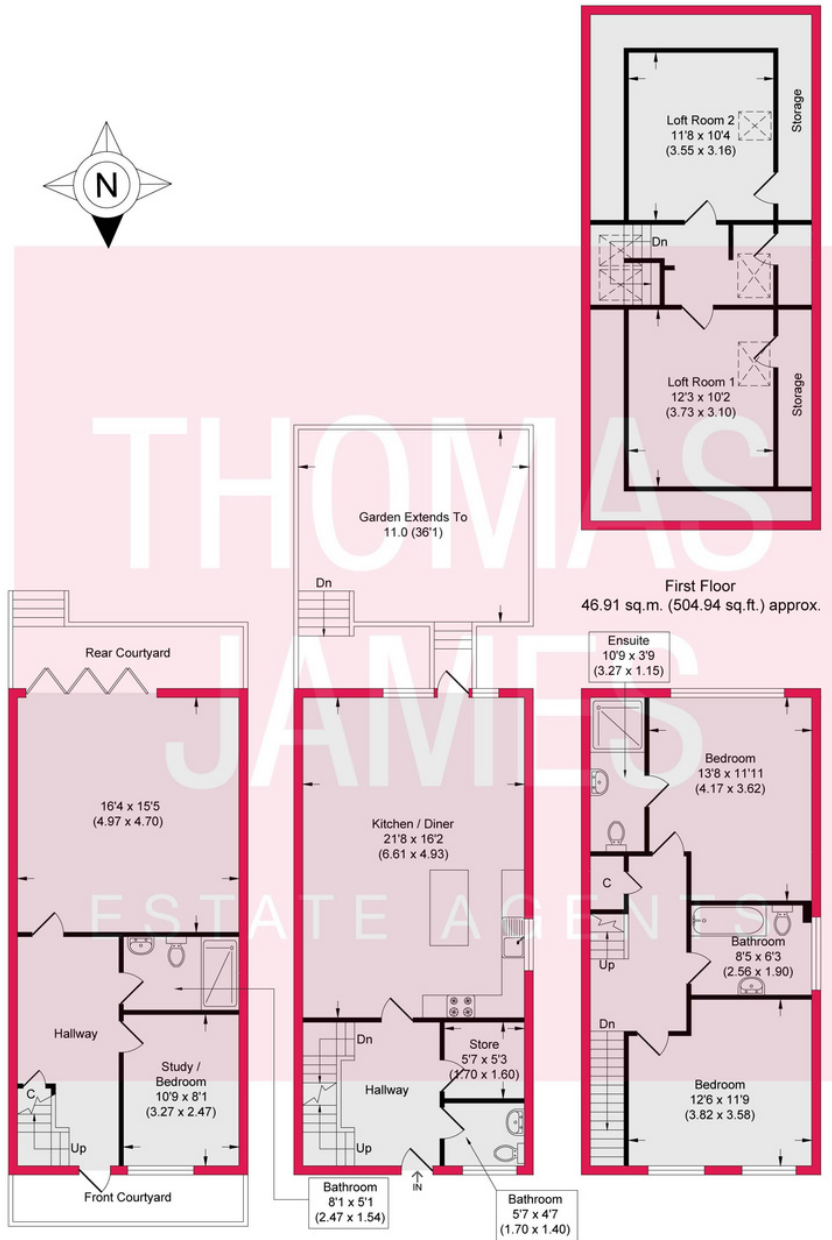 N
Loft Room 2
11'8 x 10'4
(3.55 x 3.16)
Storage
Dn
Loft Room 1
12'3 x 10'2
(3.73 x 3.10)
Storage
First Floor
46.91 sq.m. (504.94 sq.ft.) approx.
THOMAS
JAMES
ESTATE AGENTS
Rear Courtyard
16'4 x 15'5
(4.97 x 4.70)
Hallway
Study /
Bedroom
10'9 x 8'1
(3.27 x 2.47)
C
Up
Front Courtyard
Bathroom
8'1 x 5'1
(2.47 x 1.54)
Garden Extends To
11.0 (36'1)
Dn
Kitchen / Diner
21'8 x 16'2
(6.61 x 4.93)
Dn
Hallway
Up
Store
5'7 x 5'3
(1.70 x 1.60)
IN
Bathroom
5'7 x 4'7
(1.70 x 1.40)
Ensuite
10'9 x 3'9
(3.27 x 1.15)
Bedroom
13'8 x 11'11
(4.17 x 3.62)
C
Up
Bathroom
8'5 x 6'3
(2.56 x 1.90)
Dn
Bedroom
12'6 x 11'9
(3.82 x 3.58)